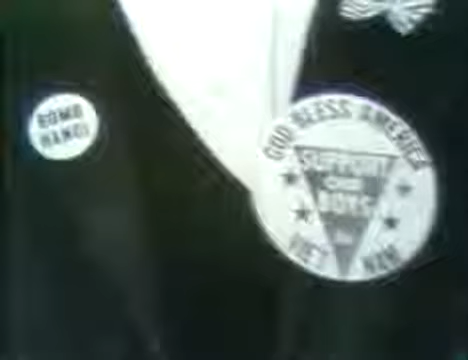 BOMB
HANOI
GOD BLESS AMERICA
SUPPORT
OUR
BOYS
VIET NAM